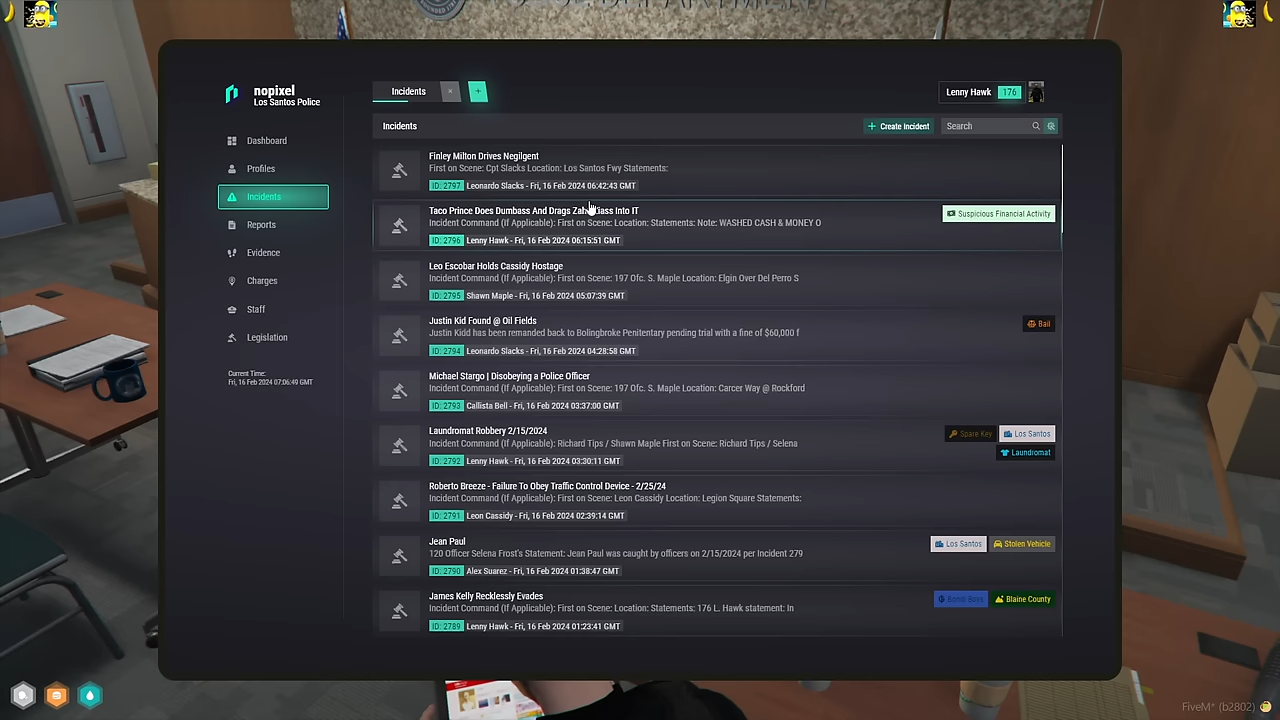 nopixel
Los Santos Police
Dashboard
Profiles
Incidents
Reports
Evidence
Charges
Staff
Legislation
Current Time:
Fri, 16 Feb 2024 07:06:49 GMT
Incidents × +
Lenny Hawk 176
Incidents
+ Create Incident
Search
Finley Milton Drives Negilgent
First on Scene: Cpt Slacks Location: Los Santos Fwy Statements:
ID: 2797 Leonardo Slacks - Fri, 16 Feb 2024 06:42:43 GMT
Taco Prince Does Dumbass And Drags Into IT
Suspicious Financial Activity
Incident Command (If Applicable): First on Scene: Location: Statements: Note: WASHED CASH & MONEY O
ID: 2796 Lenny Hawk - Fri, 16 Feb 2024 06:15:51 GMT
Leo Escobar Holds Cassidy Hostage
Incident Command (If Applicable): First on Scene: 197 Ofc. S. Maple Location: Elgin Over Del Perro S
ID: 2795 Shawn Maple - Fri, 16 Feb 2024 05:07:39 GMT
Justin Kid Found @ Oil Fields
Bail
Justin Kidd has been remanded back to Bolingbroke Penitentary pending trial with a fine of $60,000 f
ID: 2794 Leonardo Slacks - Fri, 16 Feb 2024 04:28:58 GMT
Michael Stargo | Disobeying a Police Officer
Incident Command (If Applicable): First on Scene: 197 Ofc. S. Maple Location: Carcer Way @ Rockford
ID: 2793 Callista Bell - Fri, 16 Feb 2024 03:37:00 GMT
Laundromat Robbery 2/15/2024
Spare Key Los Santos
Incident Command (If Applicable): Richard Tips / Shawn Maple First on Scene: Richard Tips / Selena
Laundromat
ID: 2792 Lenny Hawk - Fri, 16 Feb 2024 03:30:11 GMT
Roberto Breeze - Failure To Obey Traffic Control Device - 2/25/24
Incident Command (If Applicable): First on Scene: Leon Cassidy Location: Legion Square Statements:
ID: 2791 Leon Cassidy - Fri, 16 Feb 2024 02:39:14 GMT
Jean Paul
Los Santos Stolen Vehicle
120 Officer Selena Frost's Statement: Jean Paul was caught by officers on 2/15/2024 per Incident 279
ID: 2790 Alex Suarez - Fri, 16 Feb 2024 01:38:47 GMT
James Kelly Recklessly Evades
Blaine County
Incident Command (If Applicable): First on Scene: Location: Statements: 176 L. Hawk statement: In
ID: 2789 Lenny Hawk - Fri, 16 Feb 2024 01:23:41 GMT
FiveM* (b2802)